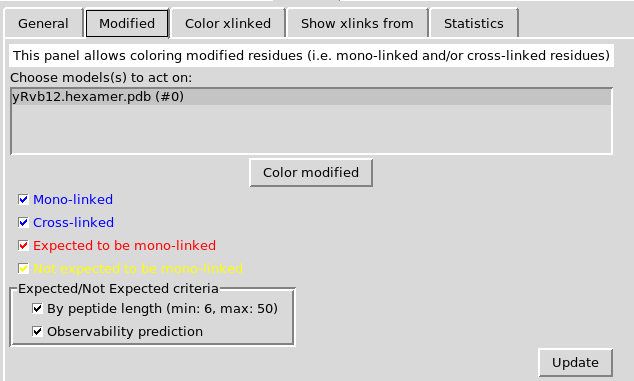 General Modified Color xlinked Show xlinks from Statistics
This panel allows coloring modified residues (i.e. mono-linked and/or cross-linked residues)
Choose models(s) to act on:
yRvb12.hexamer.pdb (#0)
Color modified
Mono-linked
Cross-linked
Expected to be mono-linked
Not expected to be mono-linked
Expected/Not Expected criteria
By peptide length (min: 6, max: 50)
Observability prediction
Update